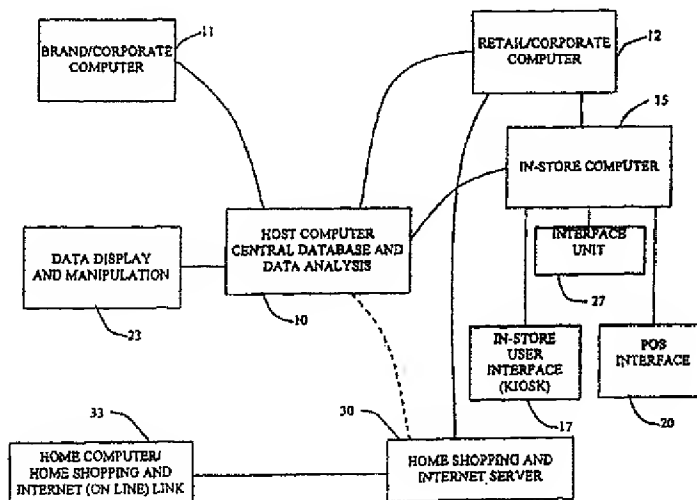 11
BRAND/CORPORATE
COMPUTER
RETAIL/CORPORATE
COMPUTER
12
15
IN-STORE COMPUTER
HOST COMPUTER
CENTRAL DATABASE AND
DATA ANALYSIS
10
DATA DISPLAY
AND MANIPULATION
23
INTERFACE
UNIT
27
IN-STORE
USER
INTERFACE
(KIOSK)
17
POS
INTERFACE
20
33
HOME COMPUTER/
HOME SHOPPING AND
INTERNET (ON LINE) LINK
30
HOME SHOPPING AND
INTERNET SERVER